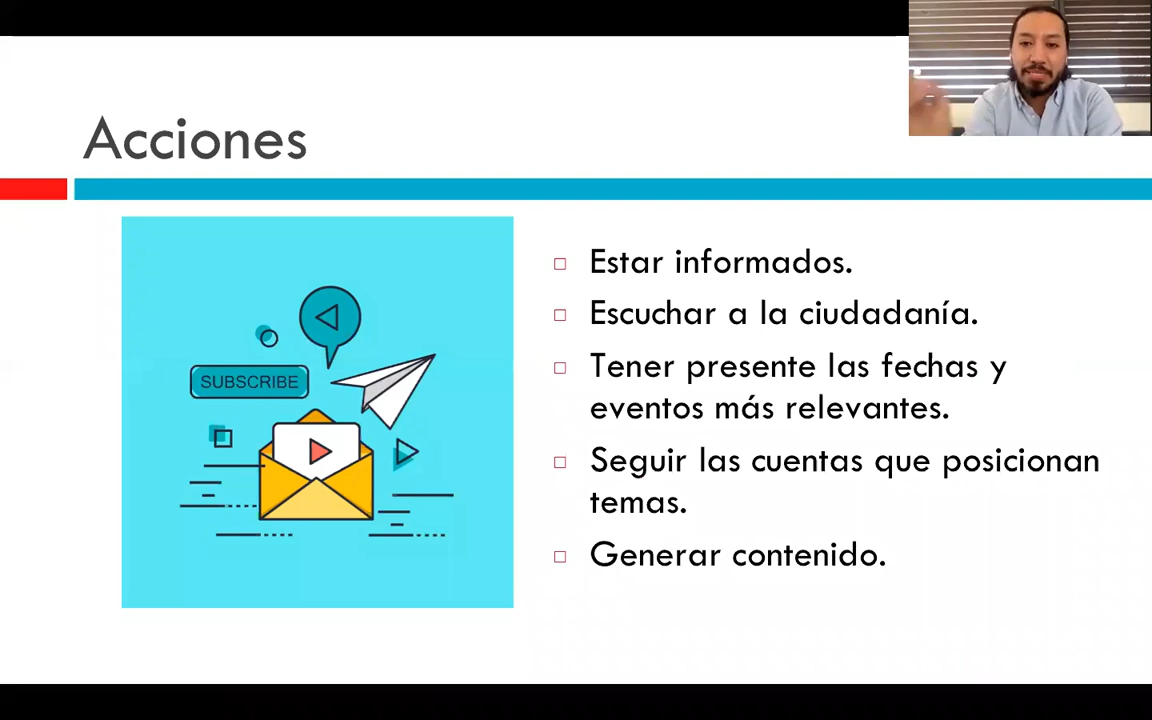 Acciones
SUBSCRIBE
Estar informados.
Escuchar a la ciudadanía.
Tener presente las fechas y
eventos más relevantes.
Seguir las cuentas que posicionan
temas.
Generar contenido.